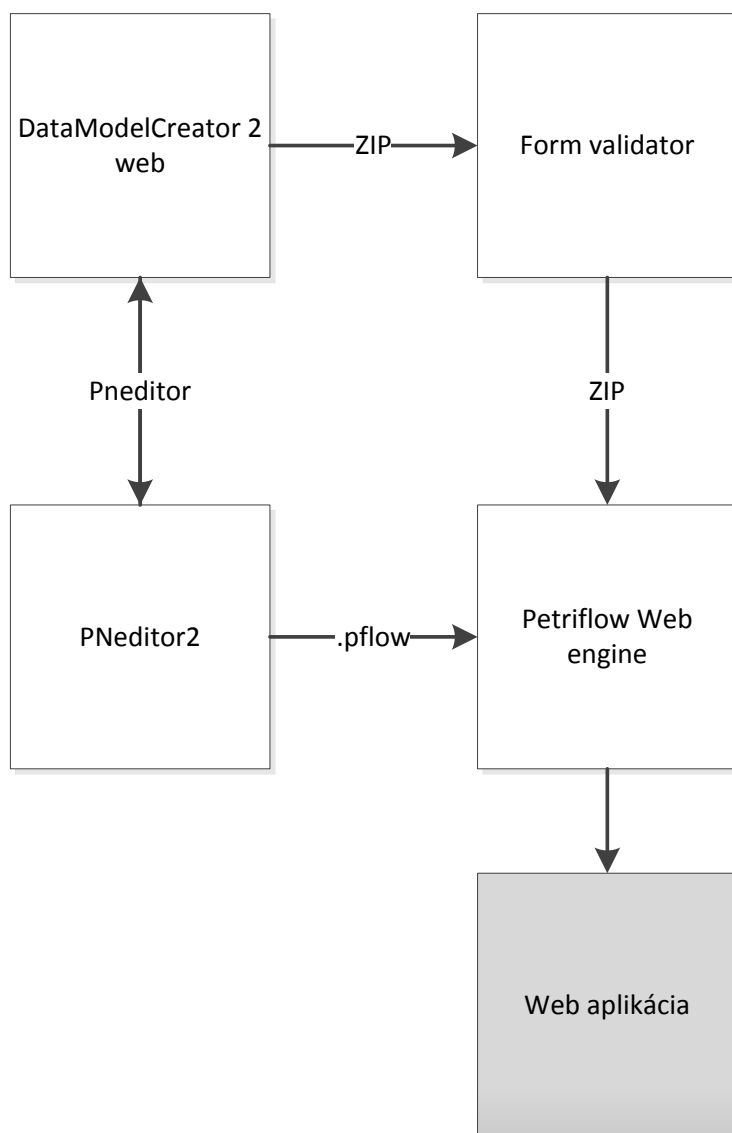 DataModelCreator 2
web
ZIP
Form validator
Pneditor
ZIP
PNeditor2
.pflow
Petriflow Web
engine
Web aplikácia